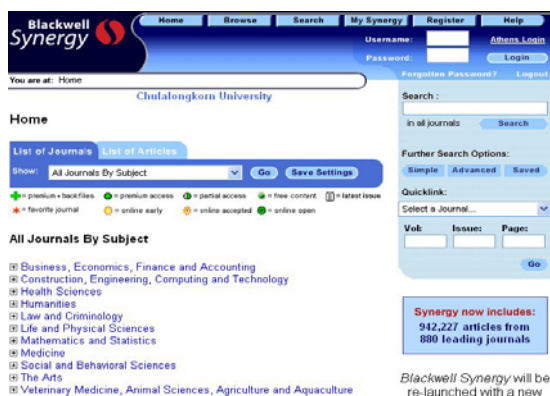 Blackwell
Synergy
Home Browse Search My Synergy Register Help
Username: Athens Login
Password: Login
Forgotten Password? Logout
You are at: Home
Chulalongkorn University
Home
List of Journals List of Articles
Show: All Journals By Subject Go Save Settings
= premium + backfiles = premium access = partial access = free content = latest issue
= favorite journal = online early = online accepted = online open
All Journals By Subject
Business, Economics, Finance and Accounting
Construction, Engineering, Computing and Technology
Health Sciences
Humanities
Law and Criminology
Life and Physical Sciences
Mathematics and Statistics
Medicine
Social and Behavioral Sciences
The Arts
Veterinary Medicine, Animal Sciences, Agriculture and Aquaculture
Search :
in all journals Search
Further Search Options:
Simple Advanced Saved
Quicklink:
Select a Journal...
Vol: Issue: Page:
Go
Synergy now includes:
942,227 articles from
880 leading journals
Blackwell Synergy will be
re-launched with a new